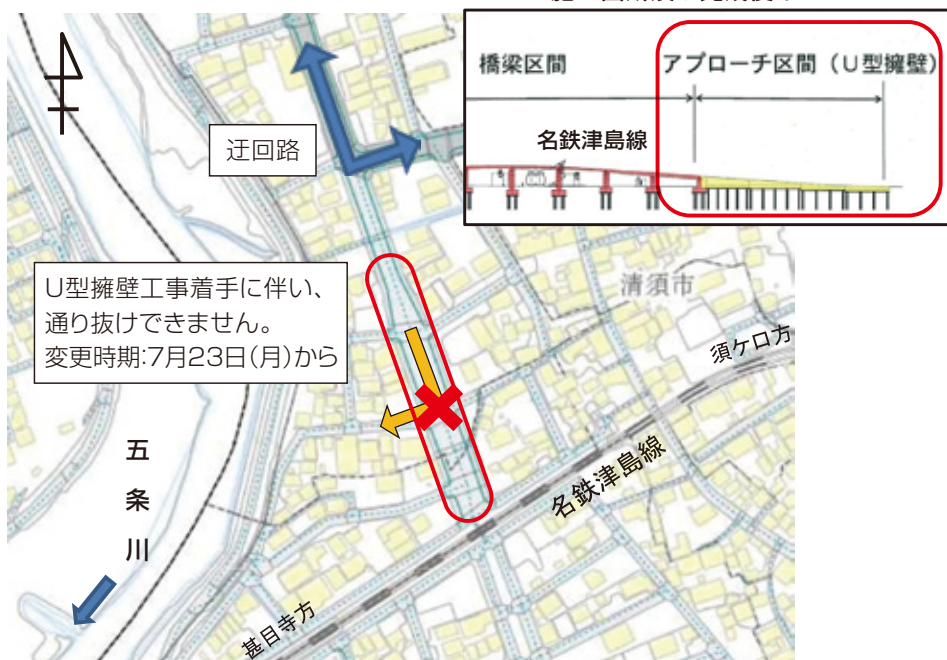 橋梁区間
アプローチ区間（U型擁壁）
名鉄津島線
迂回路
U型擁壁工事着手に伴い、
通り抜けできません。
変更時期:7月23日(月)から
清須市
須ケロ方
名鉄津島線
甚目寺方
五条川